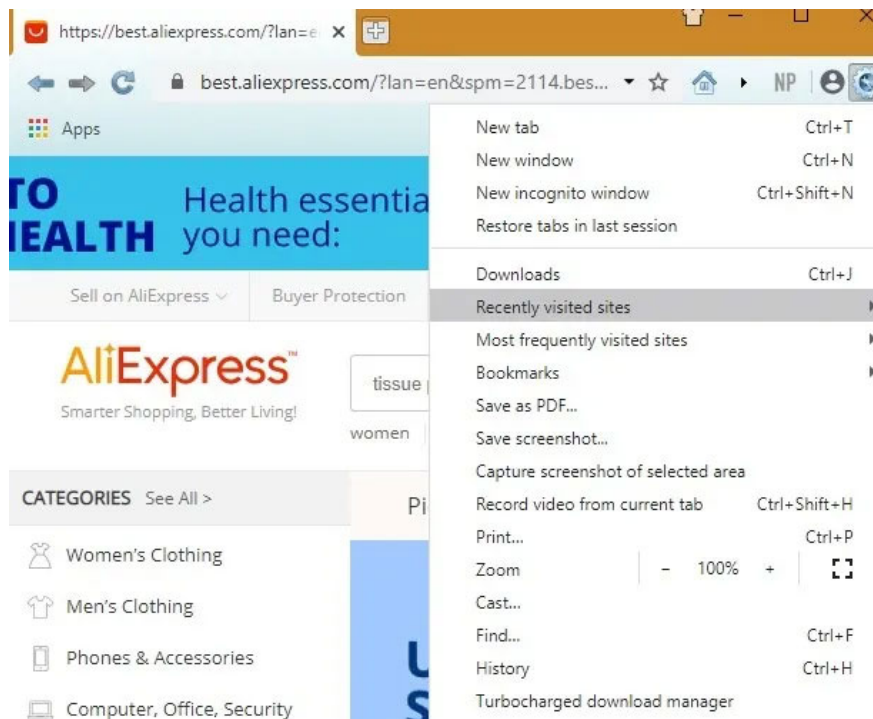 https://best.aliexpress.com/?lan=e
best.aliexpress.com/?lan=en&spm=2114.bes...
NP
Apps
TO
HEALTH
Health essentia
you need:
Sell on AliExpress
Buyer Protection
AliExpress™
Smarter Shopping, Better Living!
tissue p
women
CATEGORIES See All >
Pi
Women's Clothing
Men's Clothing
Phones & Accessories
Computer, Office, Security
U
S
New tab Ctrl+T
New window Ctrl+N
New incognito window Ctrl+Shift+N
Restore tabs in last session
Downloads Ctrl+J
Recently visited sites
Most frequently visited sites
Bookmarks
Save as PDF...
Save screenshot...
Capture screenshot of selected area
Record video from current tab Ctrl+Shift+H
Print... Ctrl+P
Zoom - 100% +
Cast...
Find... Ctrl+F
History Ctrl+H
Turbocharged download manager